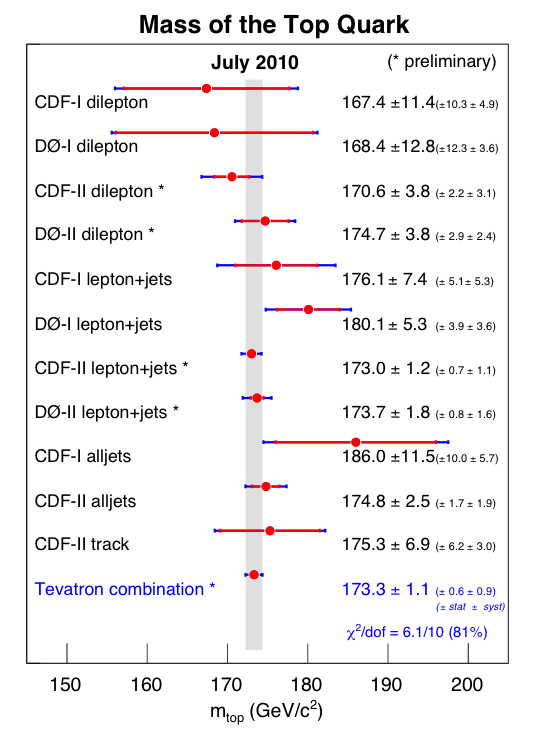 Mass of the Top Quark
July 2010 (* preliminary)
CDF-I dilepton 167.4 ±11.4 (±10.3 ± 4.9)
DØ-I dilepton 168.4 ±12.8 (±12.3 ± 3.6)
CDF-II dilepton * 170.6 ± 3.8 (± 2.2 ± 3.1)
DØ-II dilepton * 174.7 ± 3.8 (± 2.9 ± 2.4)
CDF-I lepton+jets 176.1 ± 7.4 (± 5.1 ± 5.3)
DØ-I lepton+jets 180.1 ± 5.3 (± 3.9 ± 3.6)
CDF-II lepton+jets * 173.0 ± 1.2 (± 0.7 ± 1.1)
DØ-II lepton+jets * 173.7 ± 1.8 (± 0.8 ± 1.6)
CDF-I alljets 186.0 ±11.5 (±10.0 ± 5.7)
CDF-II alljets 174.8 ± 2.5 (± 1.7 ± 1.9)
CDF-II track 175.3 ± 6.9 (± 6.2 ± 3.0)
Tevatron combination * 173.3 ± 1.1 (± 0.6 ± 0.9)
(± stat ± syst)
χ²/dof = 6.1/10 (81%)
150 160 170 180 190 200
m_top (GeV/c²)